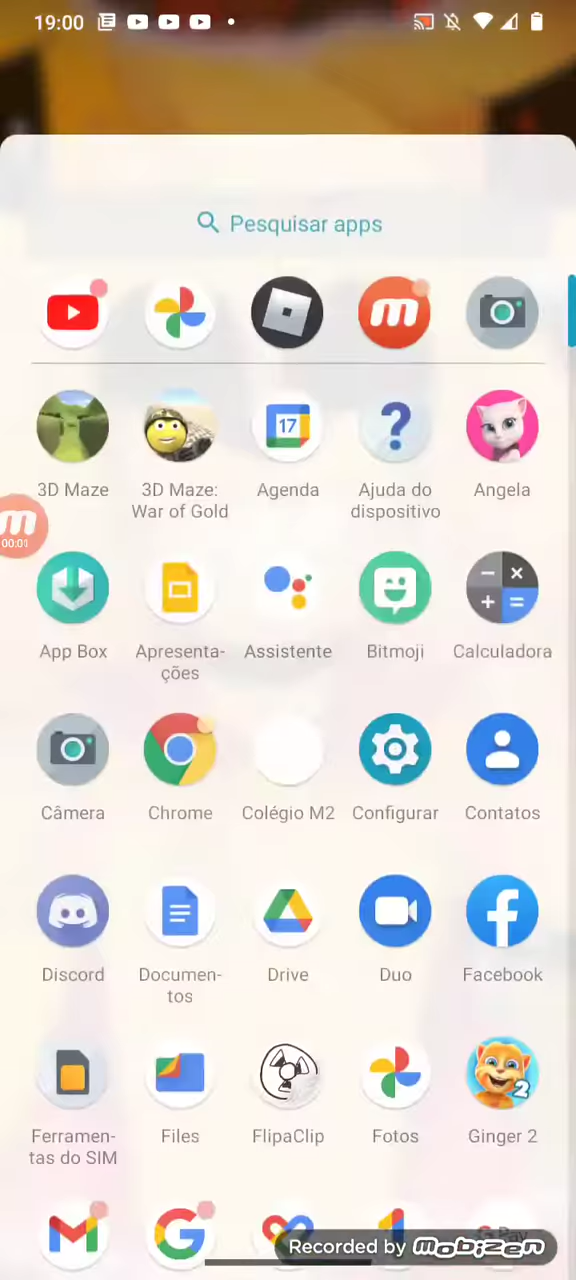 19:00
Pesquisar apps
17
?
3D Maze
3D Maze:
War of Gold
Agenda
Ajuda do
dispositivo
Angela
00:01
App Box
Apresenta-
ções
Assistente
Bitmoji
Calculadora
Câmera
Chrome
Colégio M2
Configurar
Contatos
Discord
Documen-
tos
Drive
Duo
Facebook
2
Ferramen-
tas do SIM
Files
FlipaClip
Fotos
Ginger 2
Recorded by mobizen